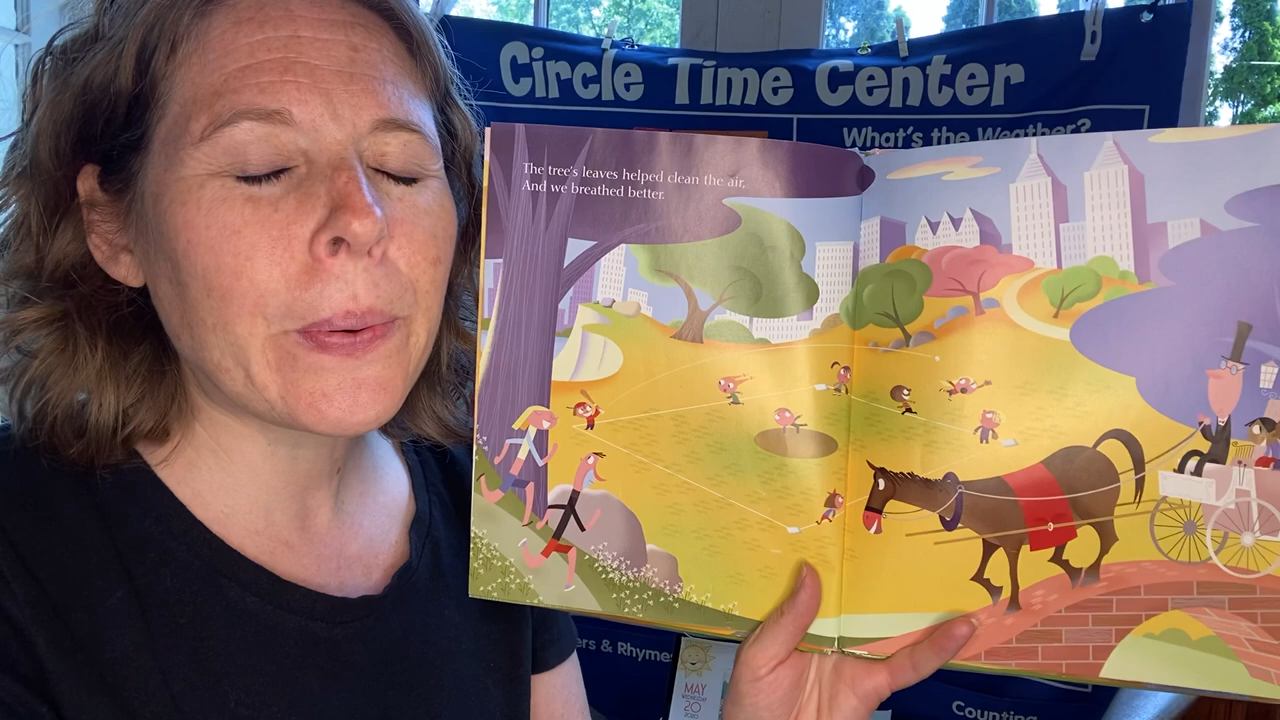 Circle Time Center
What's the Weather?
The tree's leaves helped clean the air,
And we breathed better.
ers & Rhymes
MAY
WEDNESDAY
20
2020
Counting